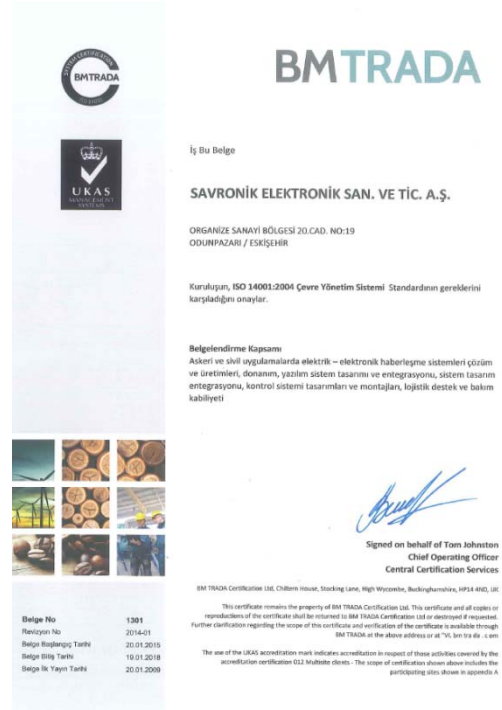 SYSTEM CERTIFICATION
BMTRADA
BMTRADA
UKAS
MANAGEMENT
SYSTEMS
İş Bu Belge
SAVRONİK ELEKTRONİK SAN. VE TİC. A.Ş.
ORGANİZE SANAYİ BÖLGESİ 20.CAD. NO:19
ODUNPAZARI / ESKİŞEHİR
Kuruluşun, ISO 14001:2004 Çevre Yönetim Sistemi Standardının gereklerini
karşıladığını onaylar.
Belgelendirme Kapsamı
Askeri ve sivil uygulamalarda elektrik – elektronik haberleşme sistemleri çözüm
ve üretimleri, donanım, yazılım sistem tasarımı ve entegrasyonu, sistem tasarım
entegrasyonu, kontrol sistemi tasarımları ve montajları, lojistik destek ve bakım
kabiliyeti
Signed on behalf of Tom Johnston
Chief Operating Officer
Central Certification Services
BM TRADA Certification Ltd, Chiltern House, Stocking Lane, High Wycombe, Buckinghamshire, HP14 4ND, UK
This certificate remains the property of BM TRADA Certification Ltd. This certificate and all copies or
reproductions of the certificate shall be returned to BM TRADA Certification Ltd or destroyed if requested.
Further clarification regarding the scope of this certificate and verification of the certificate is available through
BM TRADA at the above address or at
The use of the UKAS accreditation mark indicates accreditation in respect of those activities covered by the
accreditation certification 012 Multisite clients - The scope of certification shown above includes the
participating sites shown in appendix A
Belge No 1301
Revizyon No 2014-01
Belge Başlangıç Tarihi 20.01.2015
Belge Bitiş Tarihi 19.01.2018
Belge İlk Yayın Tarihi 20.01.2009